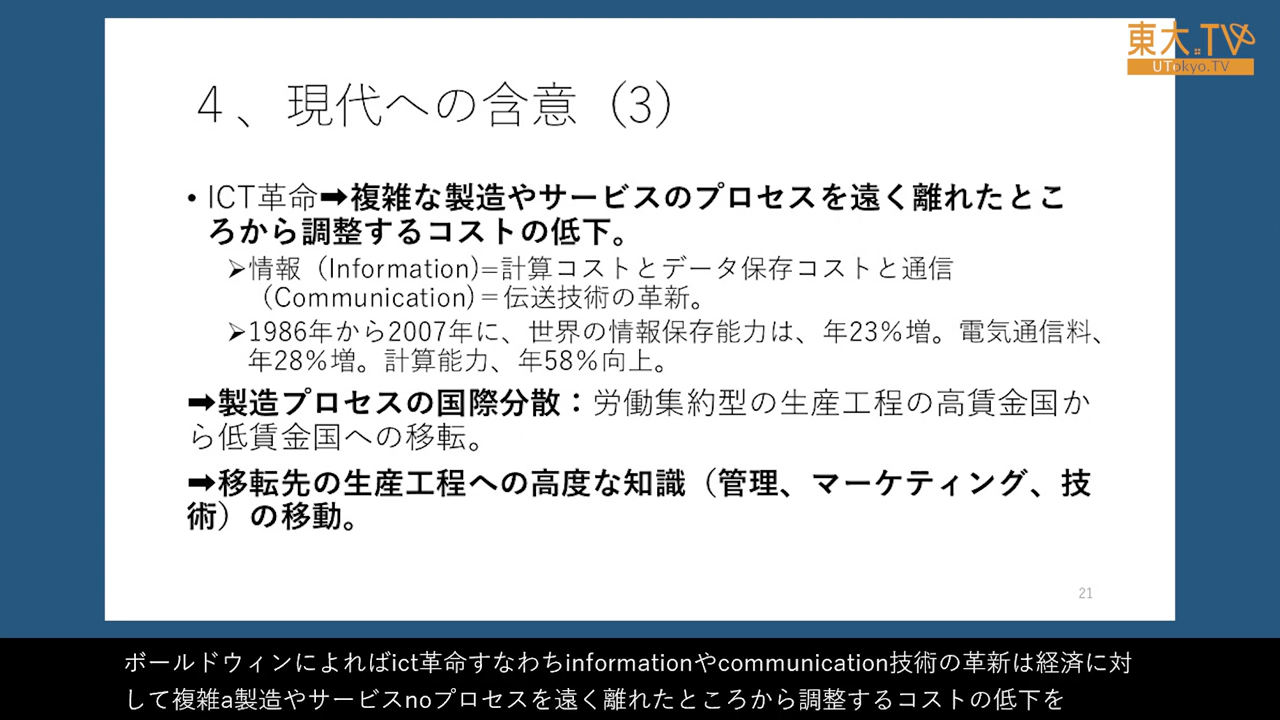 東大.TV
UTokyo.TV
4、現代への含意（3）
• ICT革命➡複雑な製造やサービスのプロセスを遠く離れたとこ
ろから調整するコストの低下。
➢情報（Information)=計算コストとデータ保存コストと通信
（Communication)＝伝送技術の革新。
➢1986年から2007年に、世界の情報保存能力は、年23％増。電気通信料、
年28％増。計算能力、年58％向上。
➡製造プロセスの国際分散：労働集約型の生産工程の高賃金国か
ら低賃金国への移転。
➡移転先の生産工程への高度な知識（管理、マーケティング、技
術）の移動。
21
ボールドウィンによればict革命すなわちinformationやcommunication技術の革新は経済に対
して複雑a製造やサービスnoプロセスを遠く離れたところから調整するコストの低下を